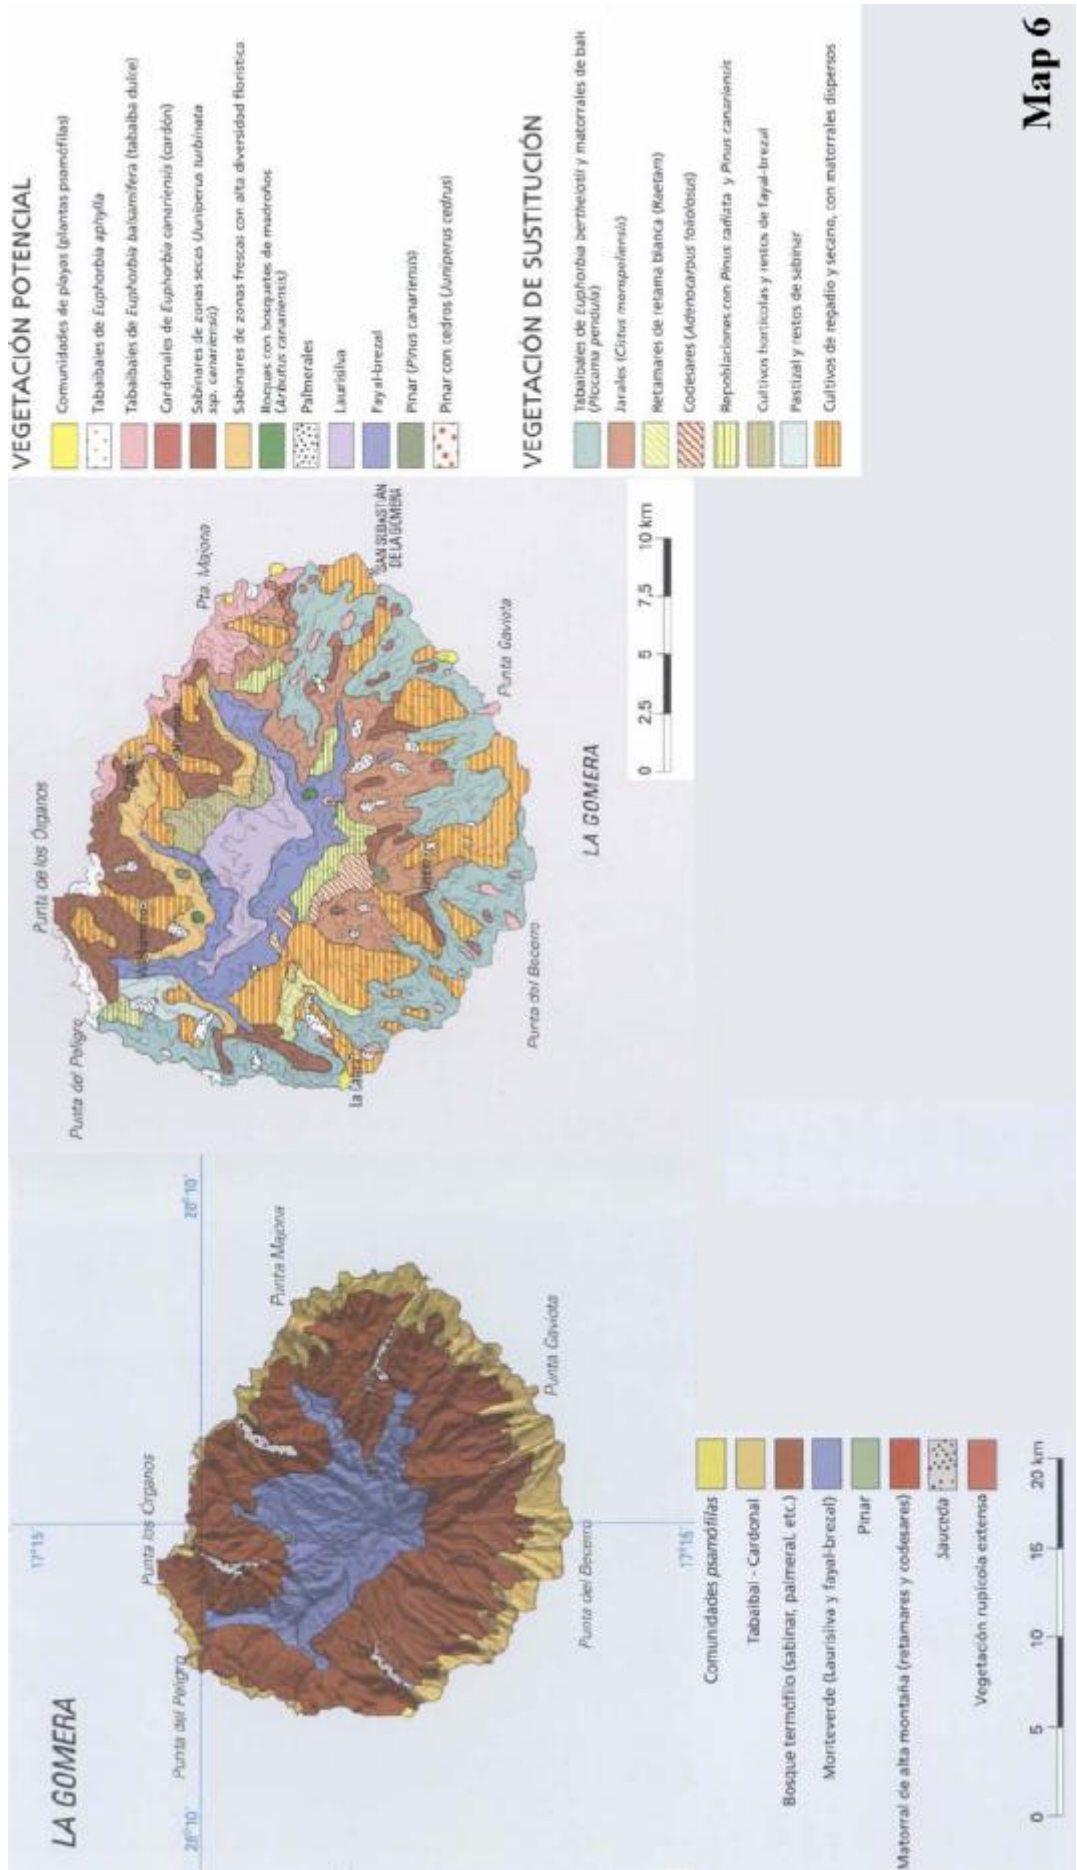 LA GOMERA
17°15'
28°10'
28°10'
17°15'
Punta del Peligro
Punta los Órganos
Punta Majona
Punta Gaviota
Punta del Becerro
Comunidades psamófilas
Tabaibal - Cardonal
Bosque termófilo (sabinar, palmeral, etc.)
Monteverde (Laurisilva y fayal-brezal)
Pinar
Matorral de alta montaña (retamares y codesares)
Sauceda
Vegetación rupícola extensa
0 5 10 15 20 km
Punta del Peligro
Punta de los Órganos
Pta. Majona
SAN SEBASTIÁN
DE LA GOMERA
Punta Gaviota
Punta del Becerro
LA GOMERA
0 2,5 5 7,5 10 km
VEGETACIÓN POTENCIAL
Comunidades de playas (plantas psamófilas)
Tabaibales de Euphorbia aphylla
Tabaibales de Euphorbia balsamifera (tabaiba dulce)
Cardonales de Euphorbia canariensis (cardón)
Sabinares de zonas secas (Juniperus turbinata
ssp. canariensis)
Sabinares de zonas frescas con alta diversidad florística
Bosques con bosquetes de madroños
(Arbutus canariensis)
Palmerales
Laurisilva
Fayal-brezal
Pinar (Pinus canariensis)
Pinar con cedros (Juniperus cedrus)
VEGETACIÓN DE SUSTITUCIÓN
Tabaibales de Euphorbia berthelotii y matorrales de balo
(Plocama pendula)
Jarales (Cistus monspeliensis)
Retamares de retama blanca (Raetam)
Codesares (Adenocarpus foliolosus)
Repoblaciones con Pinus radiata y Pinus canariensis
Cultivos hortícolas y restos de fayal-brezal
Pastizal y restos de sabinar
Cultivos de regadío y secano, con matorrales dispersos
Map 6